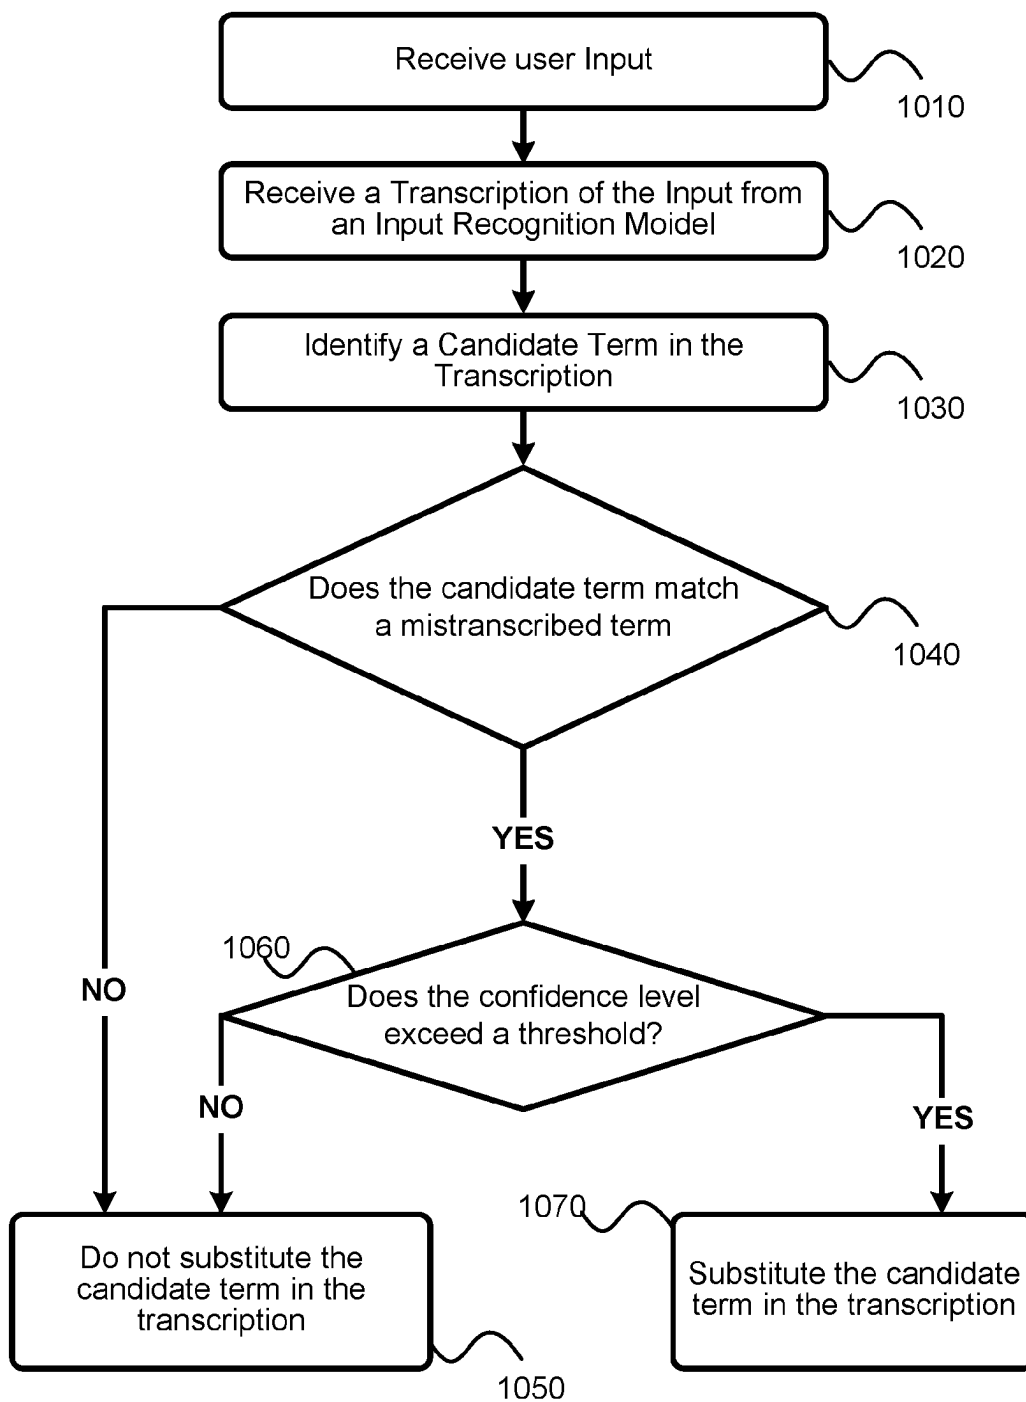 Receive user Input
1010
Receive a Transcription of the Input from
an Input Recognition Moidel
1020
Identify a Candidate Term in the
Transcription
1030
Does the candidate term match
a mistranscribed term
1040
YES
1060
NO
Does the confidence level
exceed a threshold?
NO
YES
1070
Do not substitute the
candidate term in the
transcription
Substitute the candidate
term in the transcription
1050